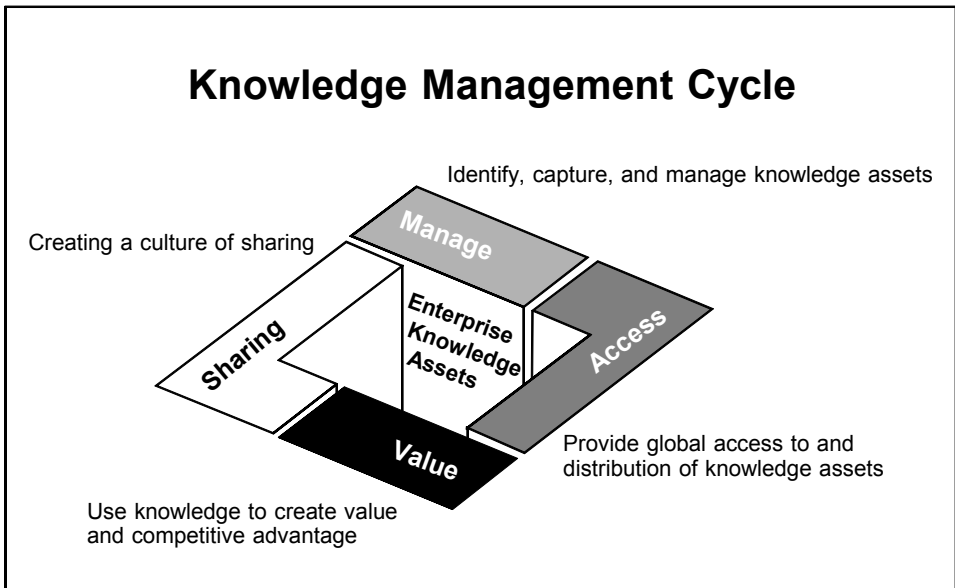 Knowledge Management Cycle
Identify, capture, and manage knowledge assets
Manage
Creating a culture of sharing
Enterprise
Knowledge
Assets
Sharing
Access
Value
Provide global access to and
distribution of knowledge assets
Use knowledge to create value
and competitive advantage